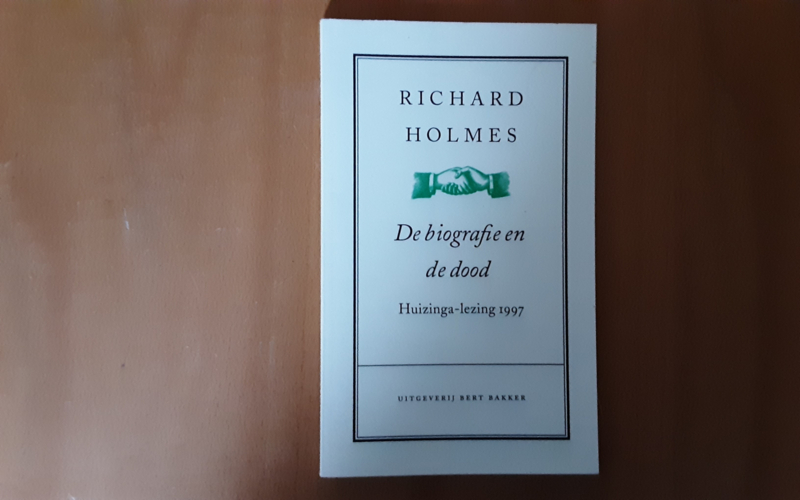 RICHARD
HOLMES
De biografie en
de dood
Huizinga-lezing 1997
UITGEVERIJ BERT BAKKER